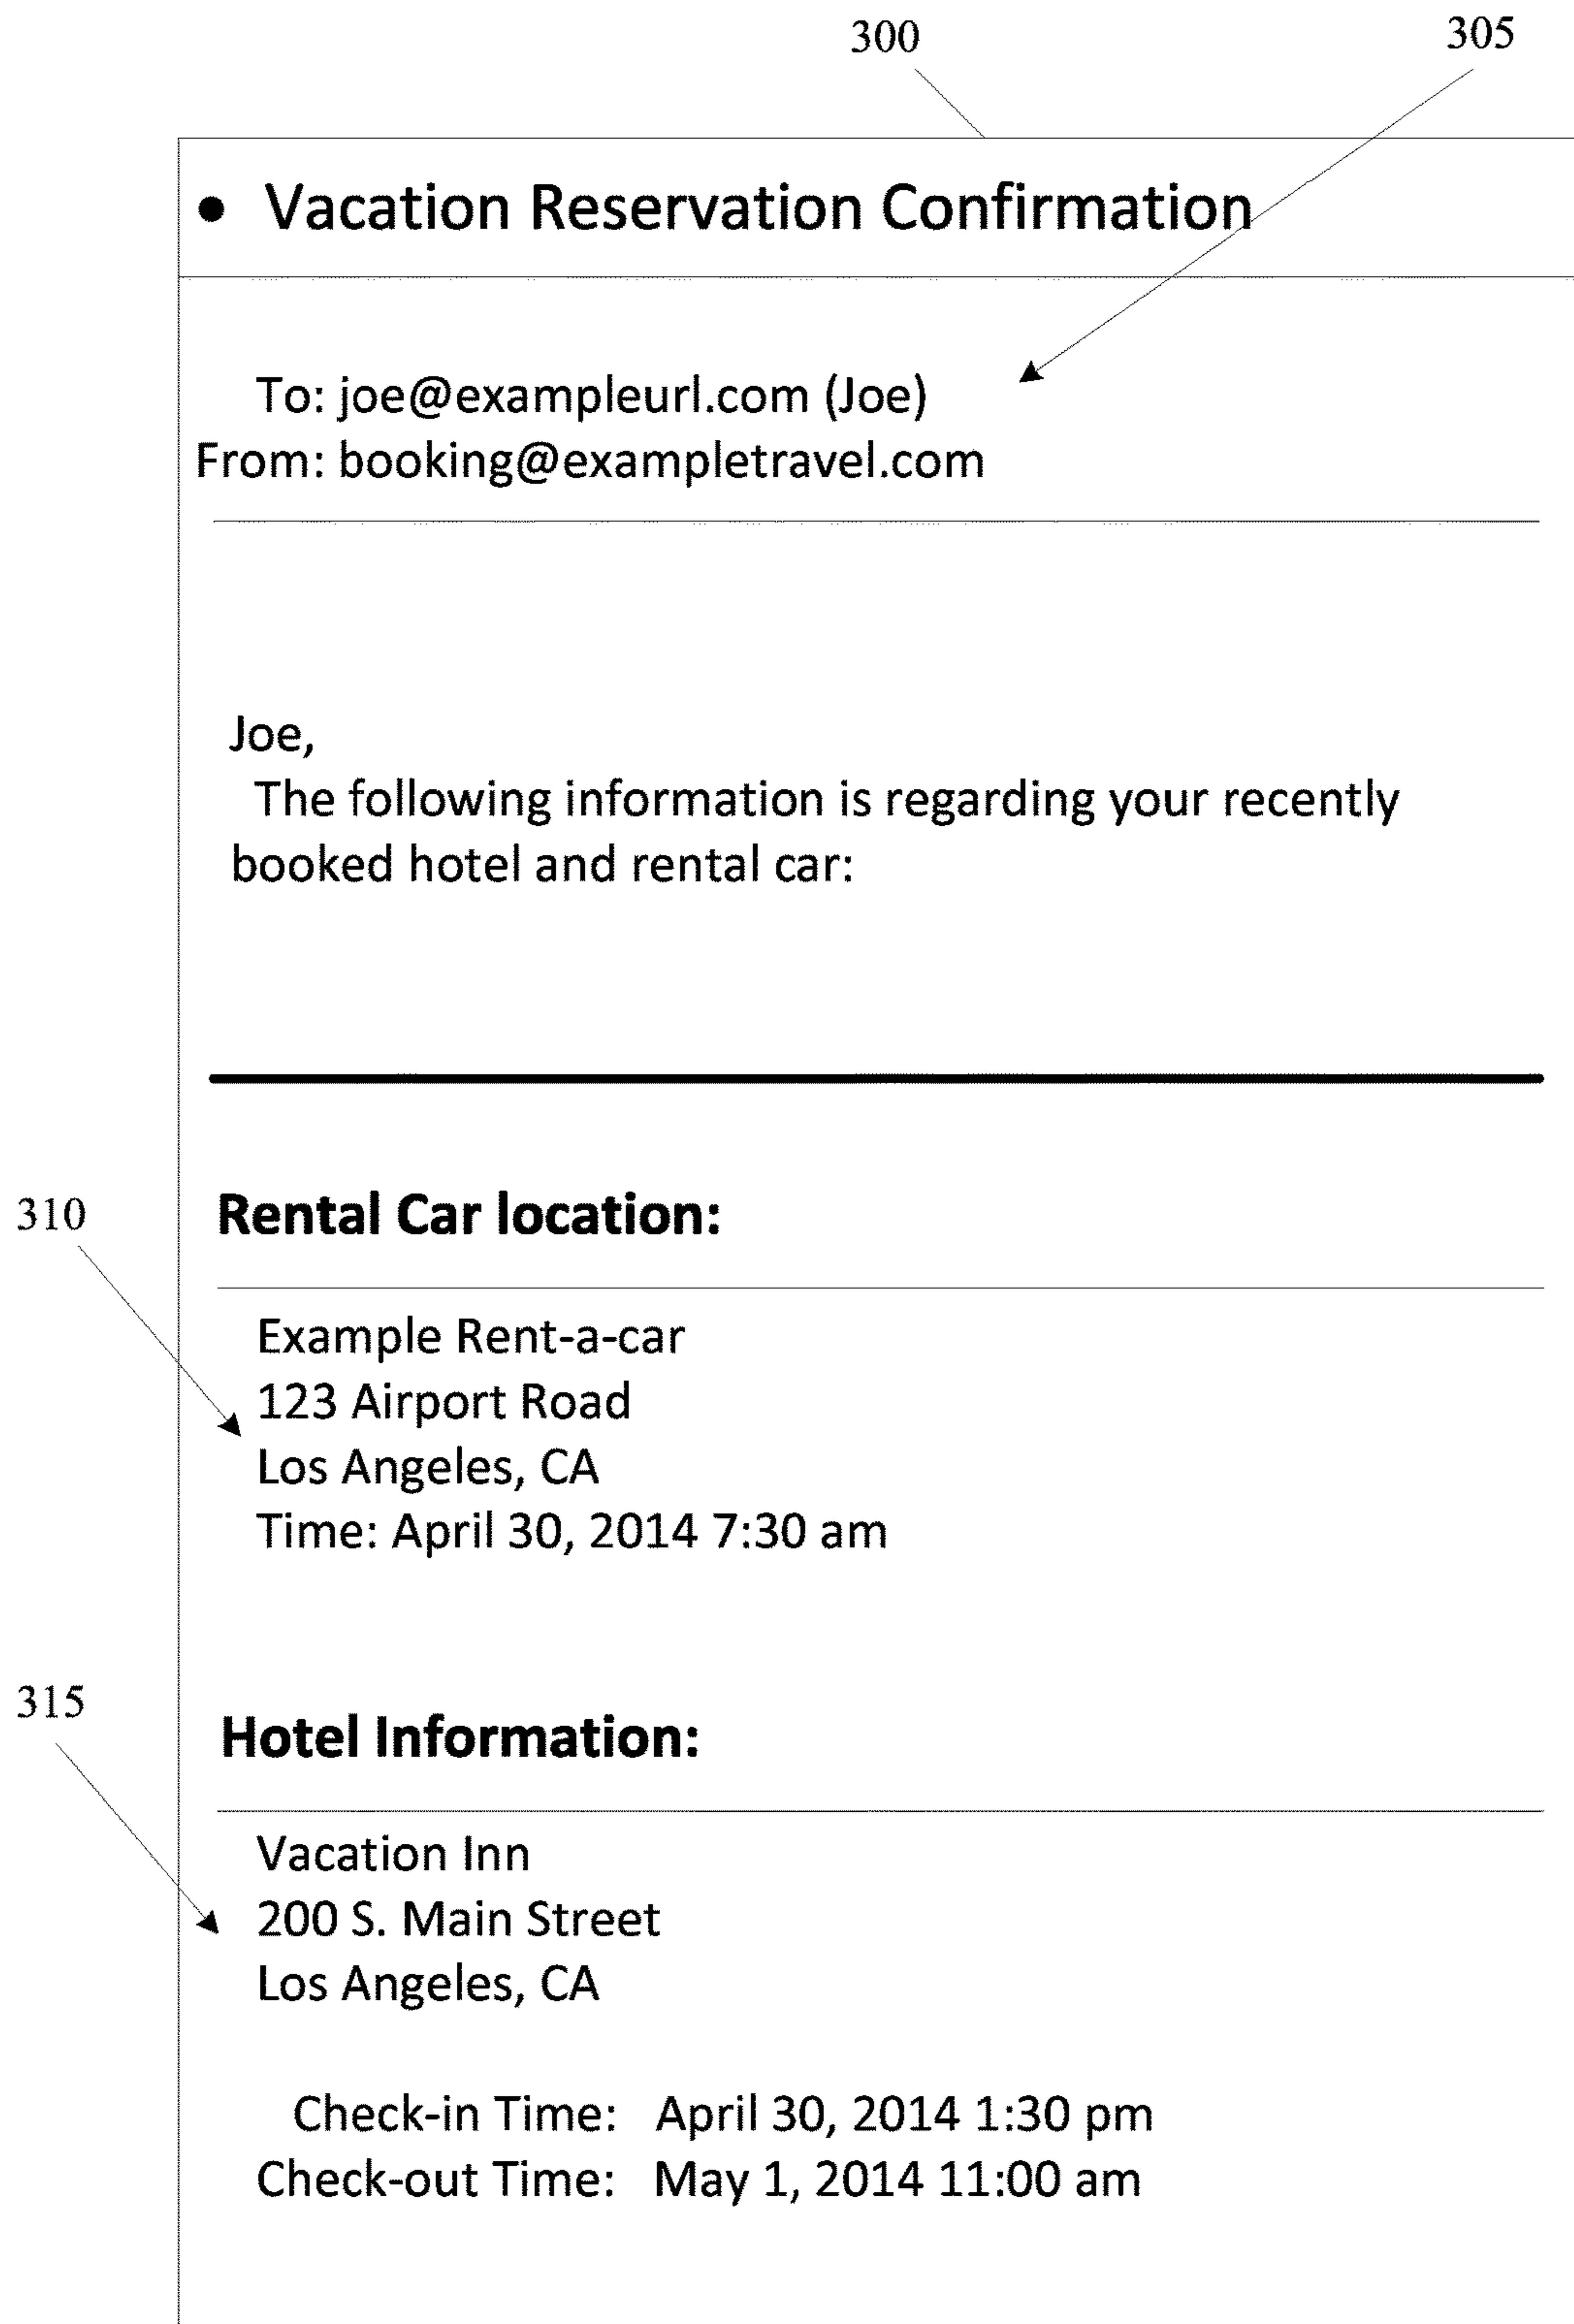 300
305
• Vacation Reservation Confirmation
To: joe@exampleurl.com (Joe)
From: booking@exampletravel.com
Joe,
The following information is regarding your recently
booked hotel and rental car:
310
Rental Car location:
Example Rent-a-car
123 Airport Road
Los Angeles, CA
Time: April 30, 2014 7:30 am
315
Hotel Information:
Vacation Inn
200 S. Main Street
Los Angeles, CA
Check-in Time: April 30, 2014 1:30 pm
Check-out Time: May 1, 2014 11:00 am